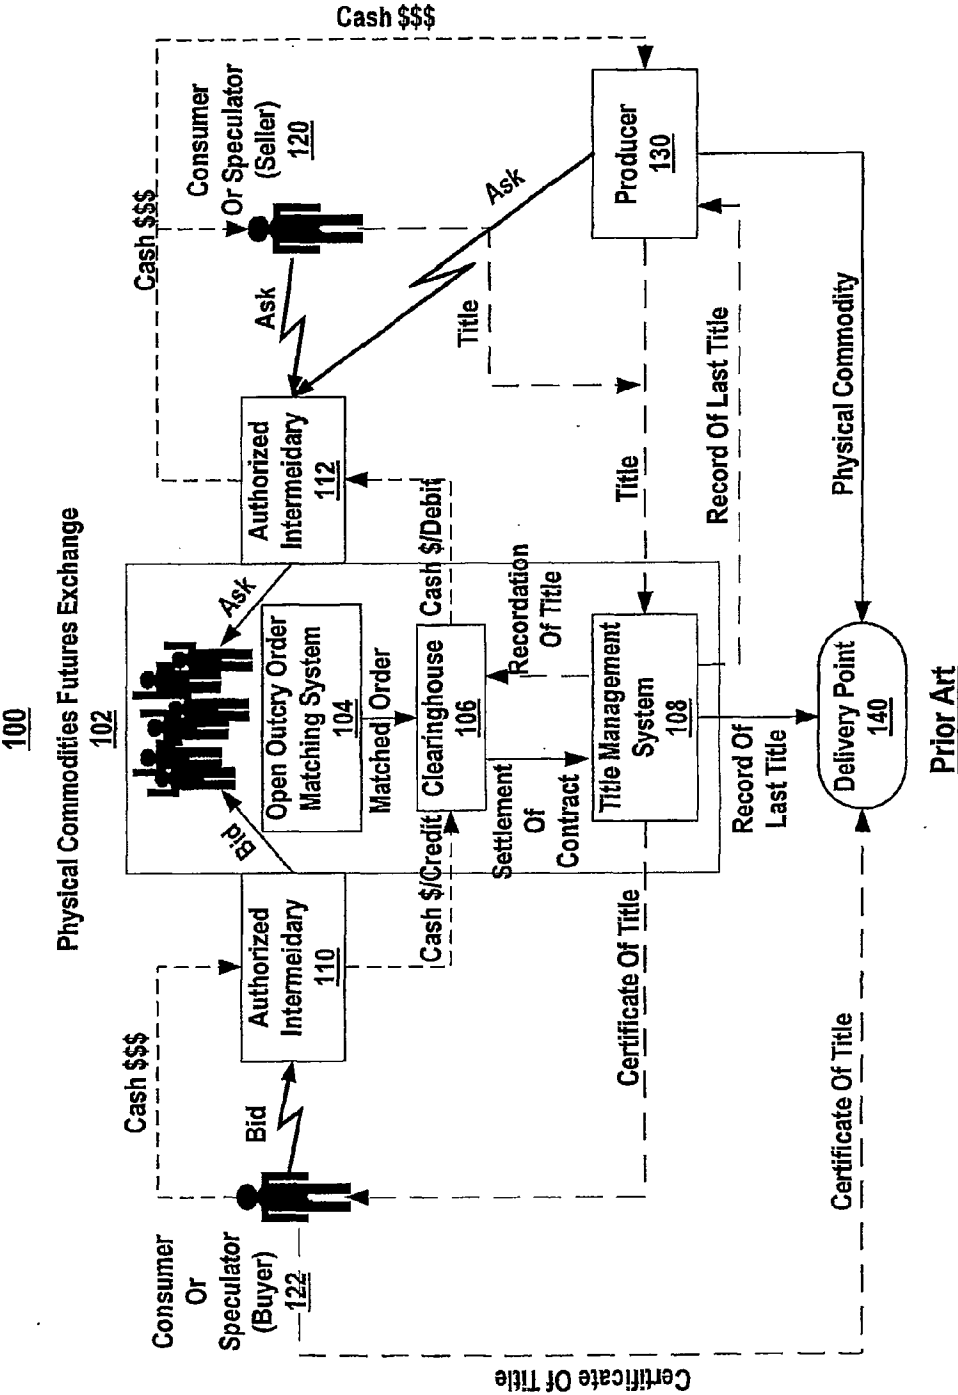 100
Physical Commodities Futures Exchange
102
Cash $$$
Cash $$$
Cash $$$
Consumer
Or
Speculator
(Buyer)
122
Bid
Authorized
Intermeidary
110
Bid
Ask
Open Outcry Order
Matching System
104
Matched Order
Authorized
Intermeidary
112
Ask
Consumer
Or Speculator
(Seller)
120
Ask
Cash $/Credit
Clearinghouse
106
Cash $/Debit
Settlement
Of
Contract
Recordation
Of Title
Title
Certificate Of Title
Title Management
System
108
Title
Producer
130
Record Of
Last Title
Record Of Last Title
Certificate Of Title
Certificate Of Title
Delivery Point
140
Physical Commodity
Prior Art